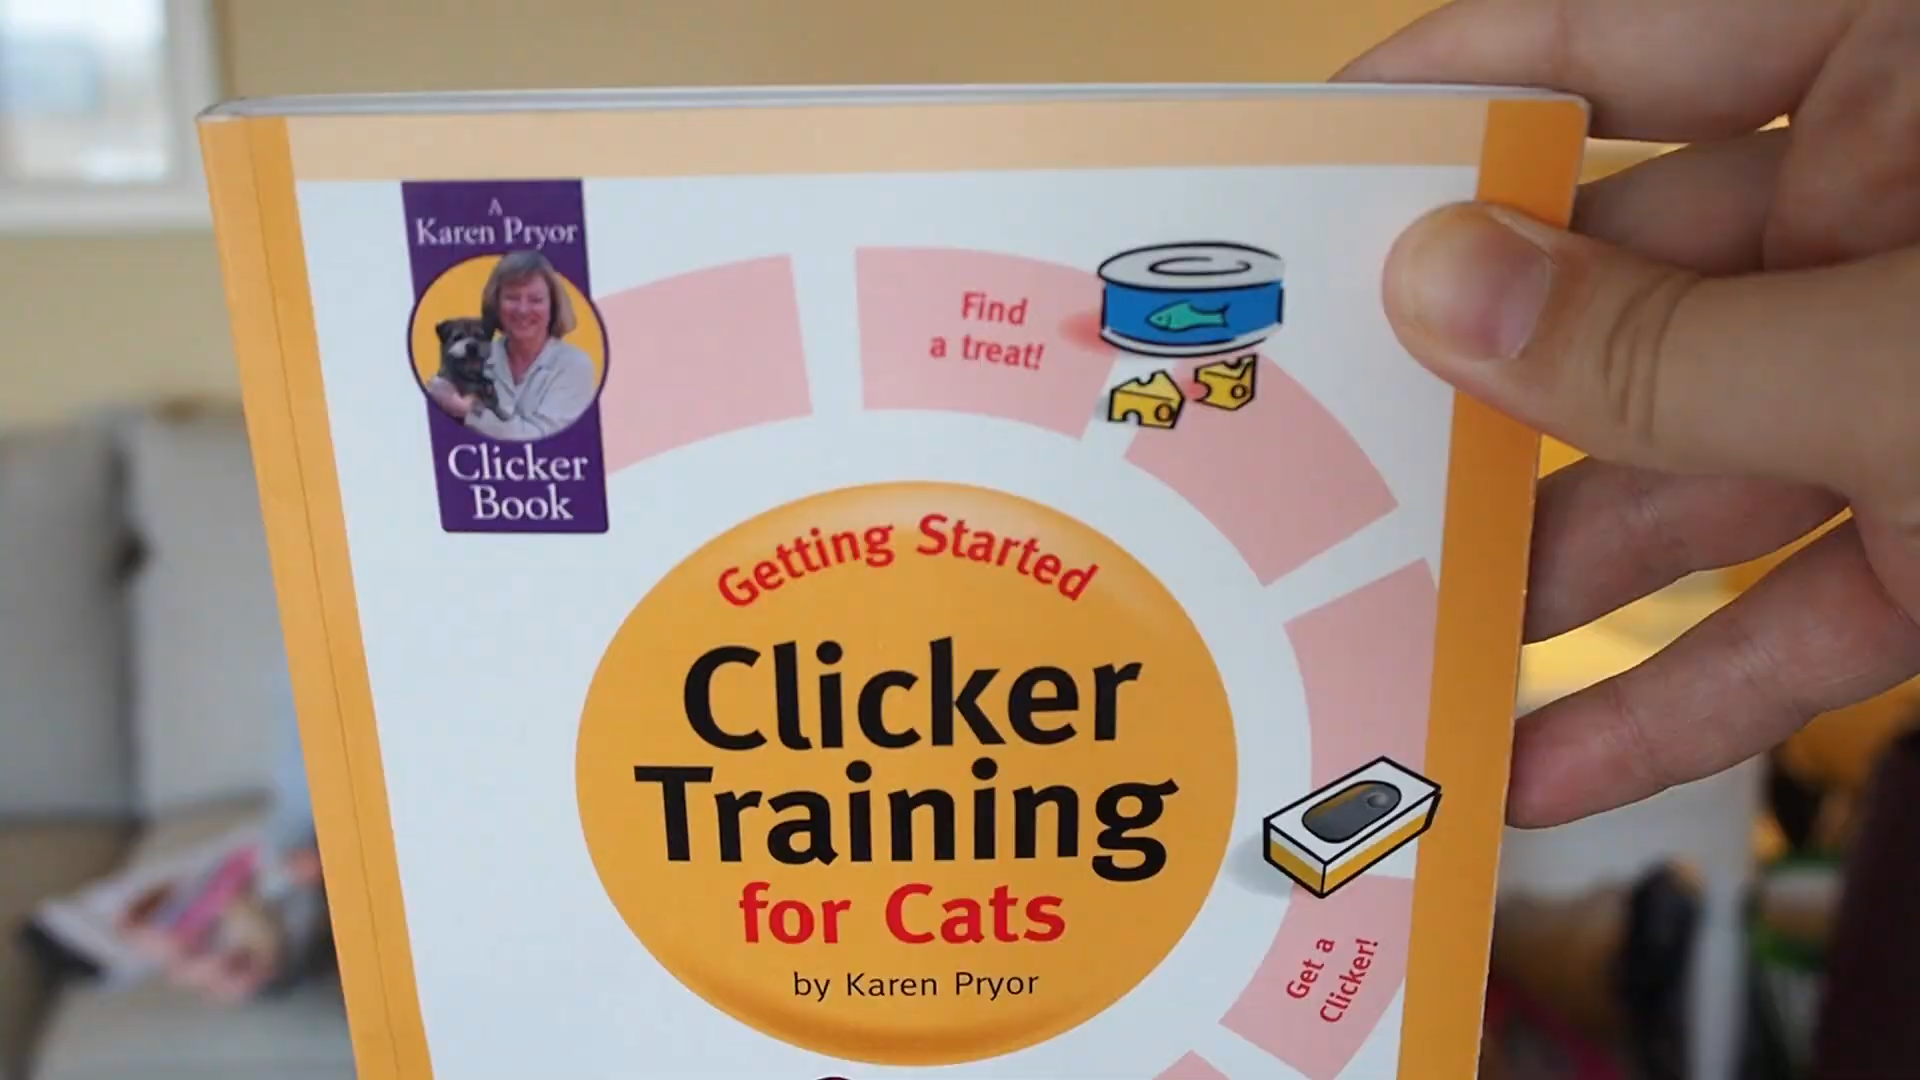 A
Karen Pryor
Clicker
Book
Find
a treat!
Getting Started
Clicker
Training
for Cats
by Karen Pryor
Get a
Clicker!